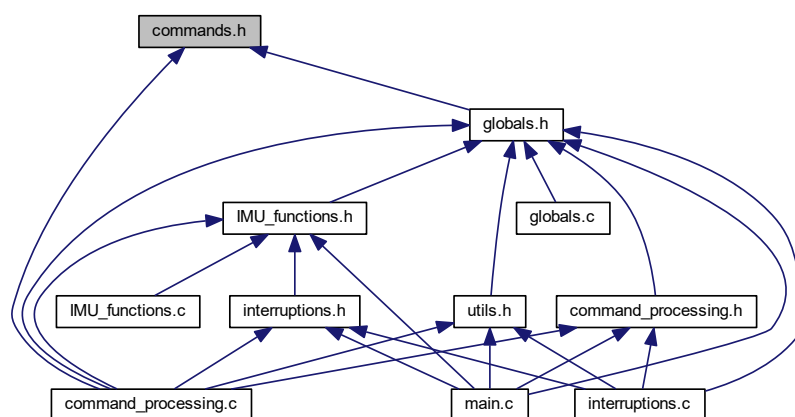 commands.h
globals.h
IMU_functions.h
globals.c
IMU_functions.c
interruptions.h
utils.h
command_processing.h
command_processing.c
main.c
interruptions.c